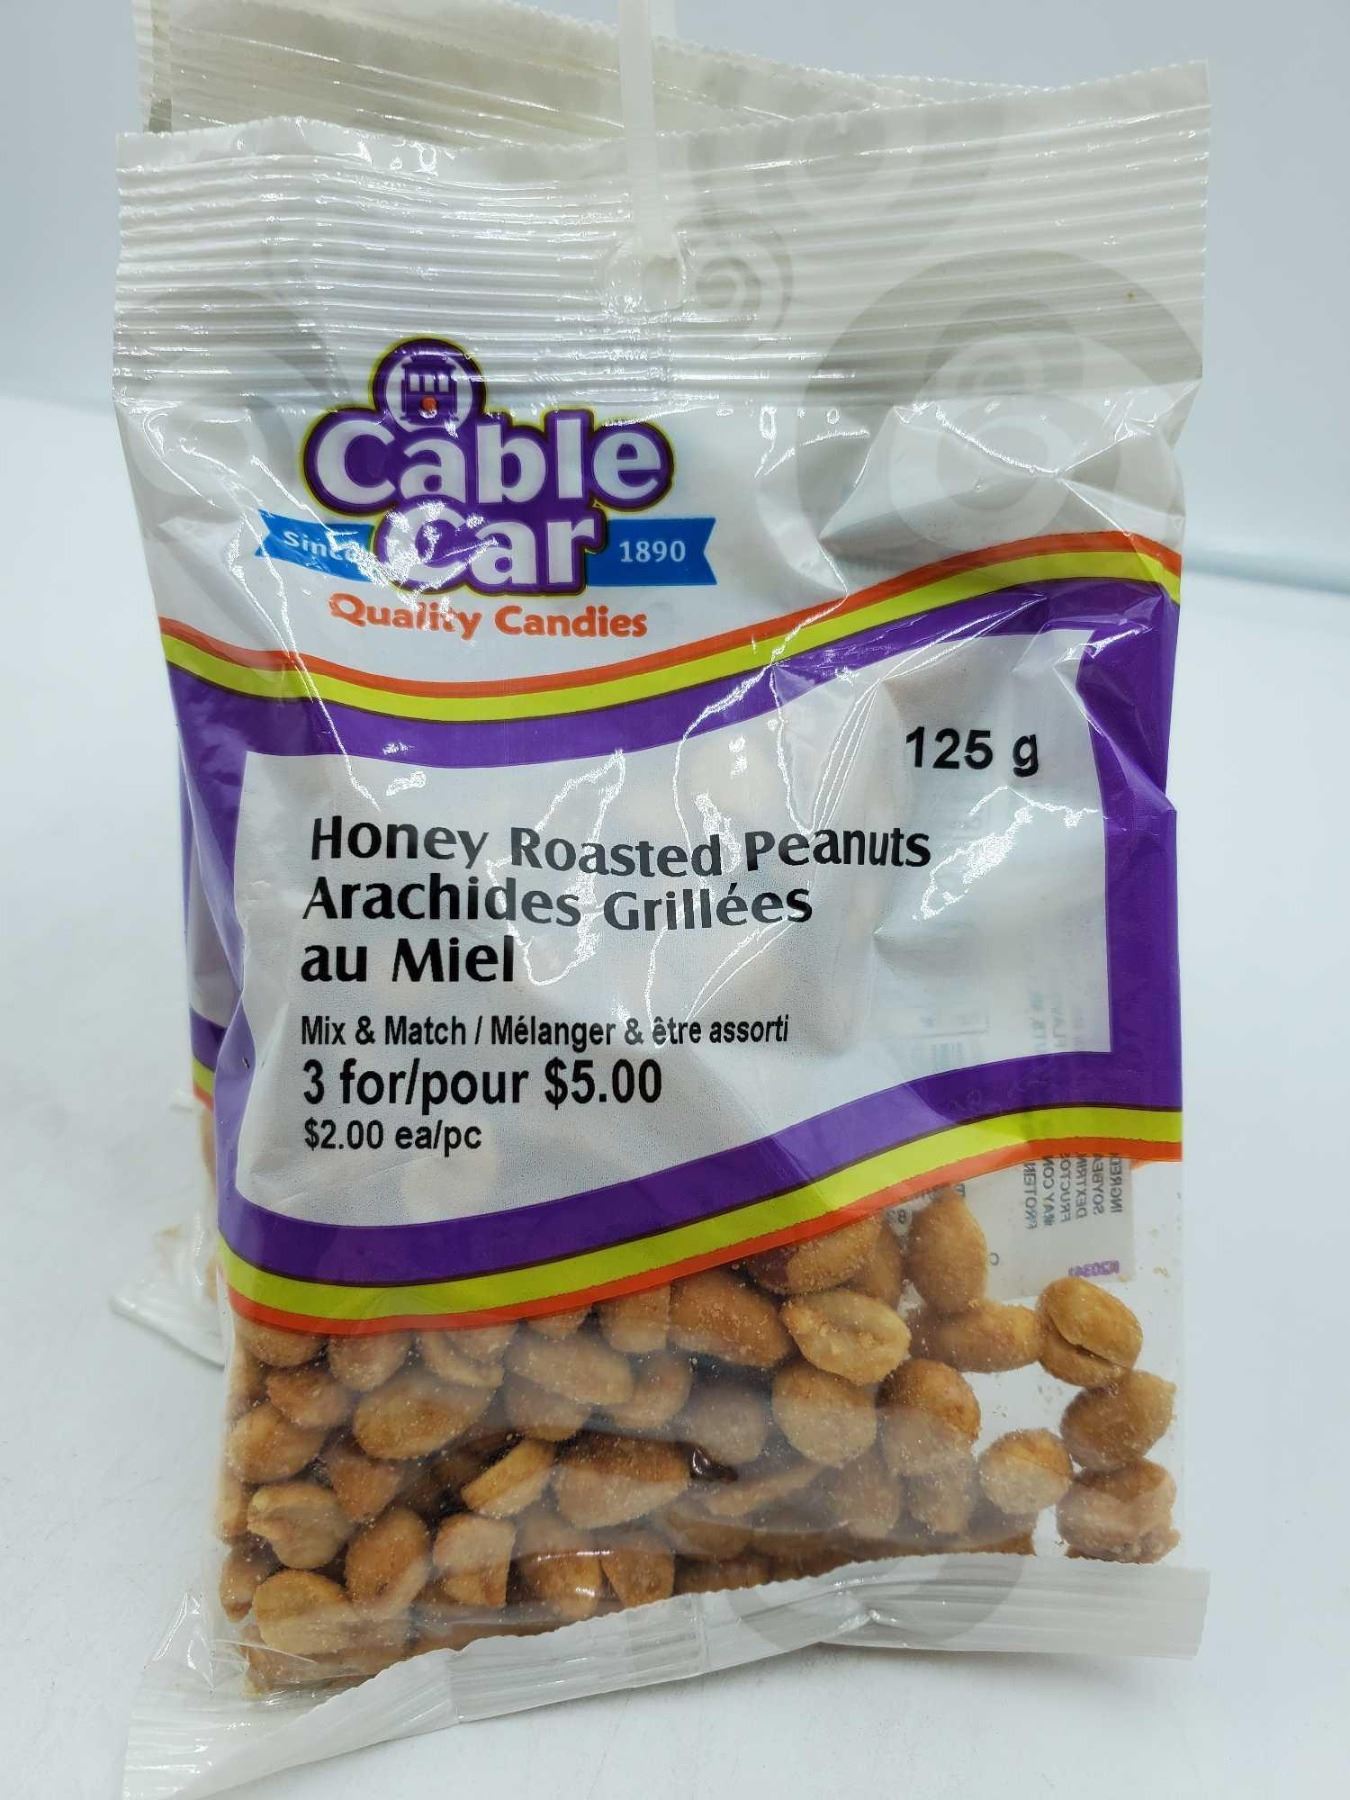 Cable
Car
Since 1890
Quality Candies
125 g
Honey Roasted Peanuts
Arachides Grillées
au Miel
Mix & Match / Mélanger & être assorti
3 for/pour $5.00
$2.00 ea/pc